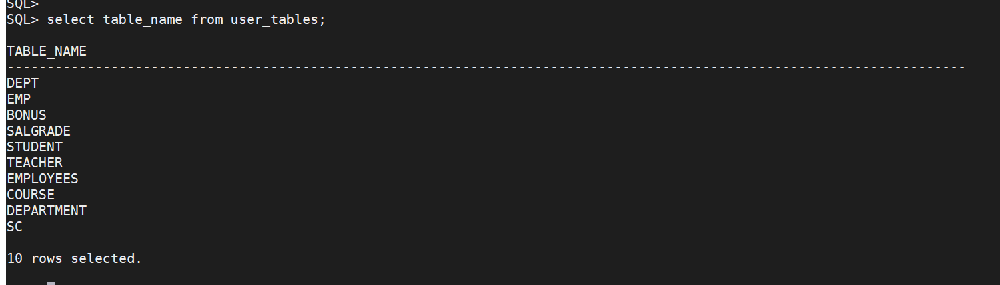 SQL>
SQL> select table_name from user_tables;
TABLE_NAME
------------------------------------------------------------------------------------------------------------------------
DEPT
EMP
BONUS
SALGRADE
STUDENT
TEACHER
EMPLOYEES
COURSE
DEPARTMENT
SC
10 rows selected.